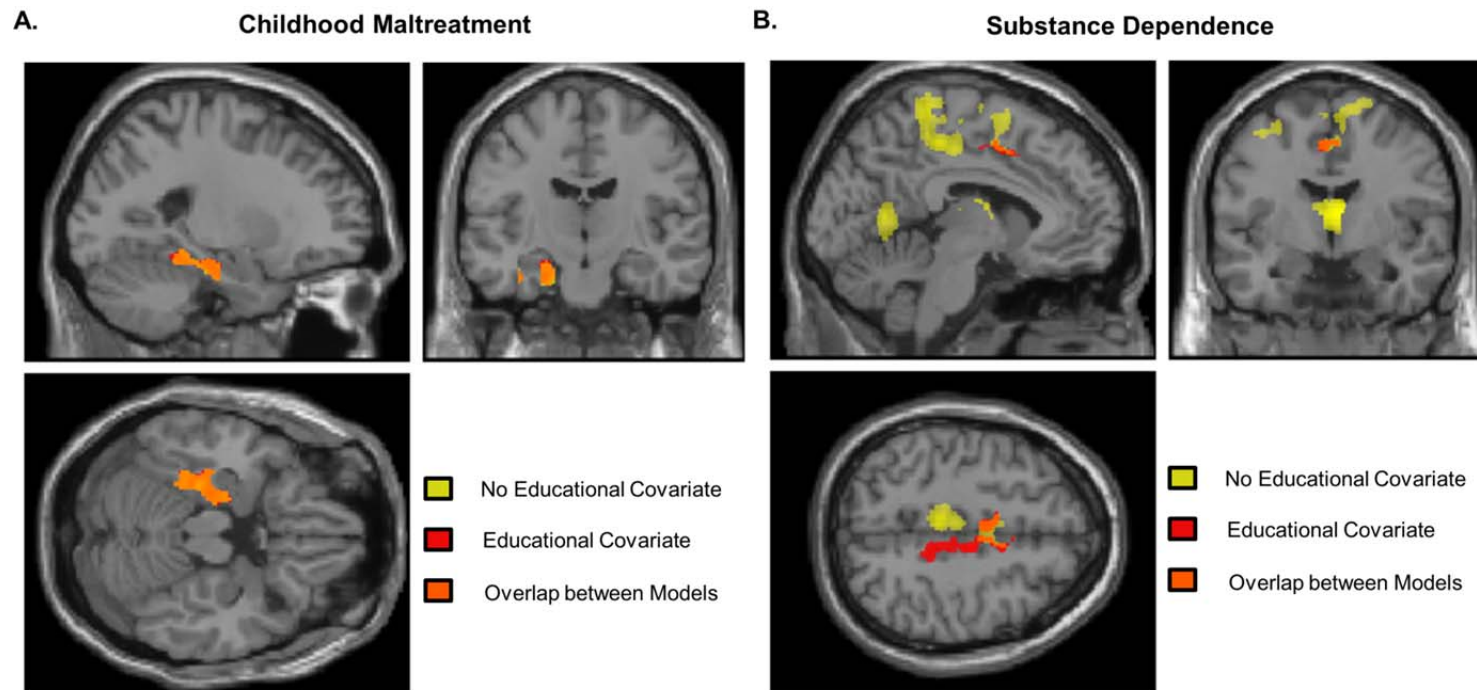 A.
Childhood Maltreatment
No Educational Covariate
Educational Covariate
Overlap between Models
B.
Substance Dependence
No Educational Covariate
Educational Covariate
Overlap between Models